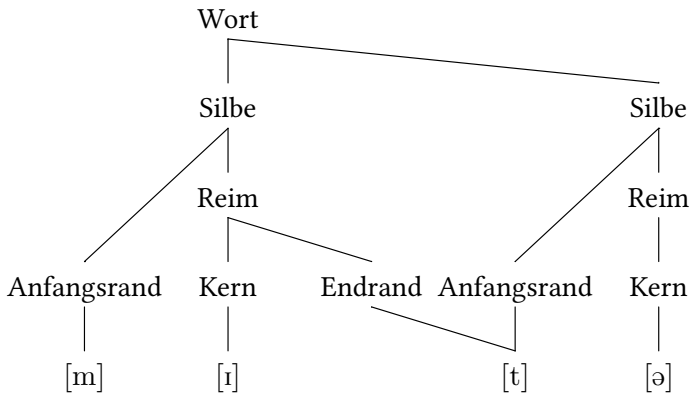 Wort
Silbe Silbe
Reim Reim
Anfangsrand Kern Endrand Anfangsrand Kern
[m] [ɪ] [t] [ə]